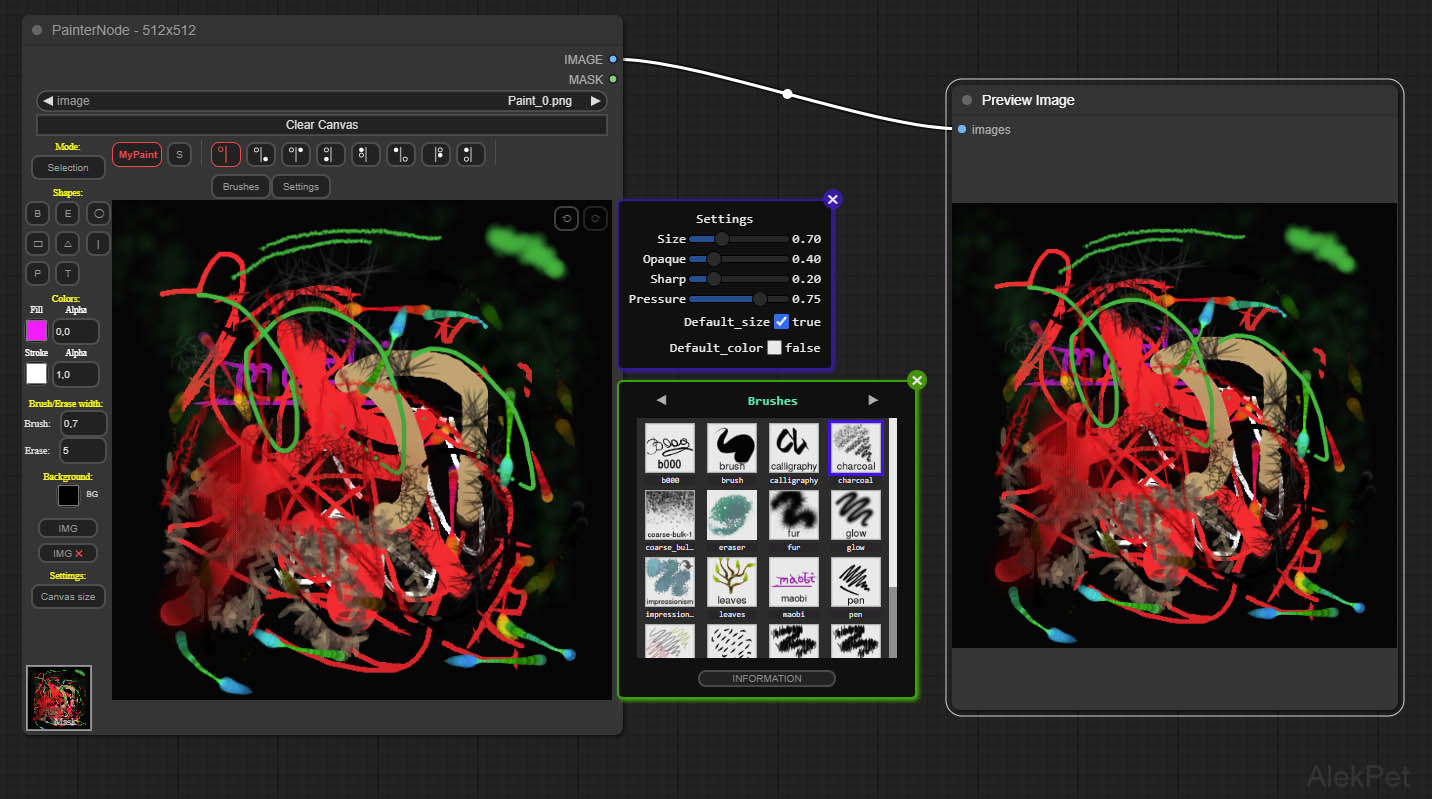 PainterNode - 512x512
IMAGE
MASK
image Paint_0.png
Clear Canvas
Mode:
Selection
MyPaint S
Brushes Settings
Shapes:
B E
|
P T
Colors:
Fill Alpha
0,0
Stroke Alpha
1,0
Brush/Erase width:
Brush: 0,7
Erase: 5
Background:
BG
IMG
IMG ✕
Settimgs:
Canvas size
Mask
Settings
Size 0.70
Opaque 0.40
Sharp 0.20
Pressure 0.75
Default_size true
Default_color false
Brushes
b000 brush calligraphy charcoal
b000 brush calligraphy charcoal
coarse-bulk-1 fur glow
coarse_bul… eraser fur glow
impressionism leaves maobi pen
impression… leaves maobi pen
INFORMATION
Preview Image
images
AlekPet